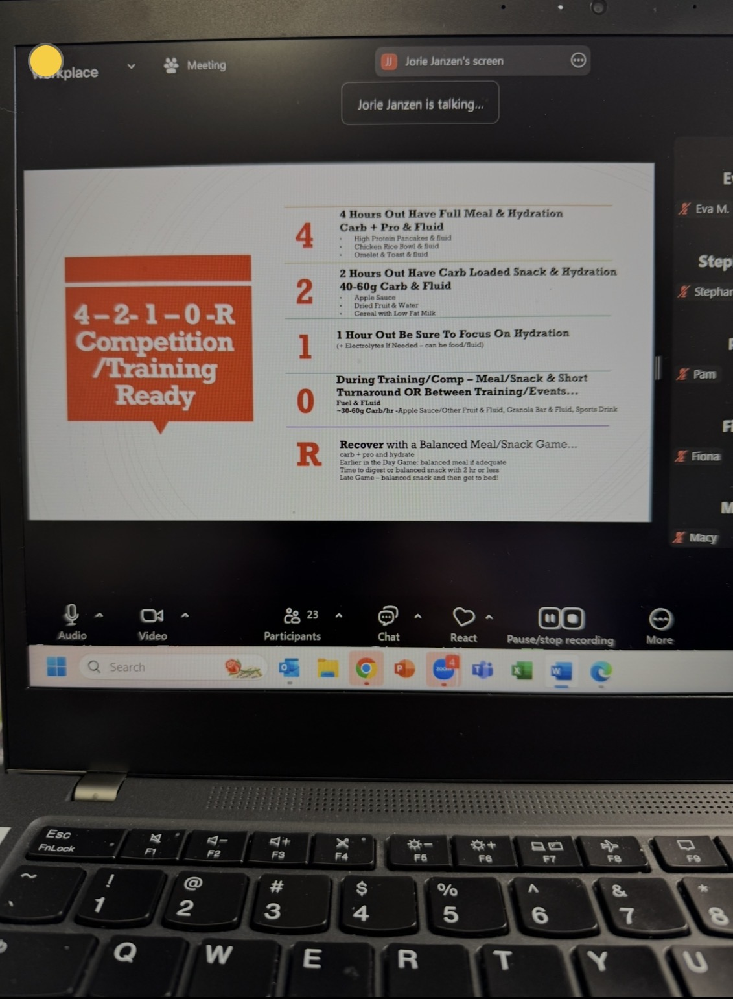 kplace
Meeting
JJ Jorie Janzen's screen
Jorie Janzen is talking...
4 – 2- 1 – 0 -R
Competition
/Training
Ready
4
4 Hours Out Have Full Meal & Hydration
Carb + Pro & Fluid
• High Protein Pancakes & fluid
• Chicken Rice Bowl & fluid
• Omelet & Toast & fluid
2
2 Hours Out Have Carb Loaded Snack & Hydration
40-60g Carb & Fluid
• Apple Sauce
• Dried Fruit & Water
• Cereal with Low Fat Milk
1
1 Hour Out Be Sure To Focus On Hydration
(+ Electrolytes If Needed – can be food/fluid)
0
During Training/Comp – Meal/Snack & Short
Turnaround OR Between Training/Events...
Fuel & FLuid
~30-60g Carb/hr -Apple Sauce/Other Fruit & Fluid, Granola Bar & Fluid, Sports Drink
R
Recover with a Balanced Meal/Snack Game...
carb + pro and hydrate
Earlier in the Day Game: balanced meal if adequate
Time to digest or balanced snack with 2 hr or less
Late Game – balanced snack and then get to bed!
Eva M.
Step
Stephar
Pam
Fi
Fiona
M
Macy
Audio
Video
23
Participants
Chat
React
Pause/stop recording
More
Search
zoom 4
Esc
FnLock
F1
F2
F3
F4
F5
F6
F7
F8
F9
~ `
! 1
@ 2
# 3
$ 4
% 5
^ 6
& 7
* 8
Q
W
E
R
T
Y
U